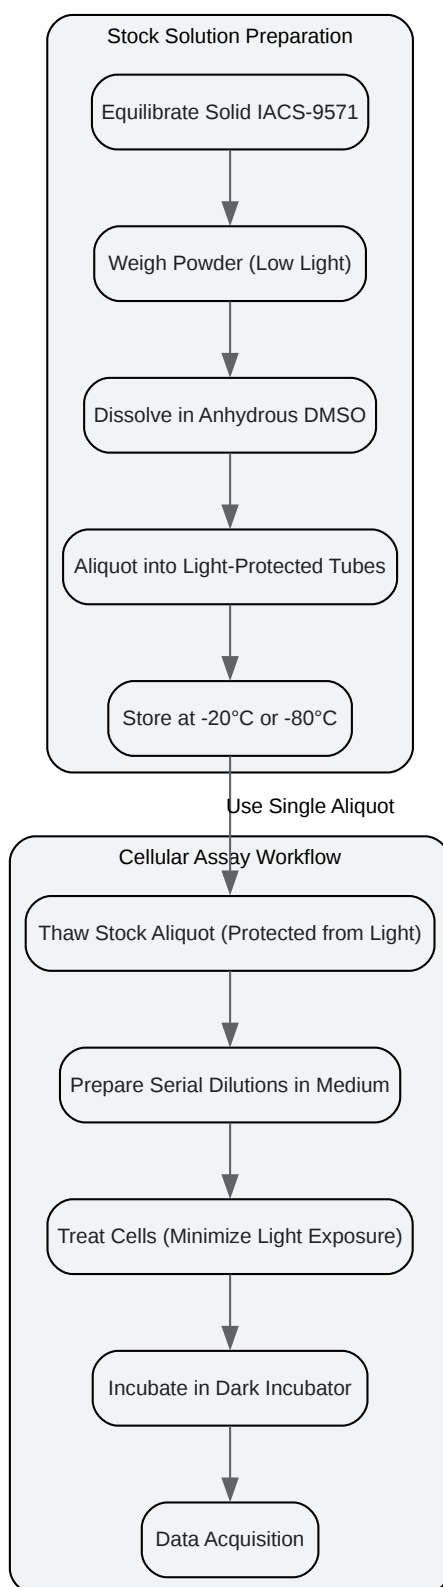 Stock Solution Preparation
Equilibrate Solid IACS-9571
Weigh Powder (Low Light)
Dissolve in Anhydrous DMSO
Aliquot into Light-Protected Tubes
Store at -20°C or -80°C
Use Single Aliquot
Cellular Assay Workflow
Thaw Stock Aliquot (Protected from Light)
Prepare Serial Dilutions in Medium
Treat Cells (Minimize Light Exposure)
Incubate in Dark Incubator
Data Acquisition